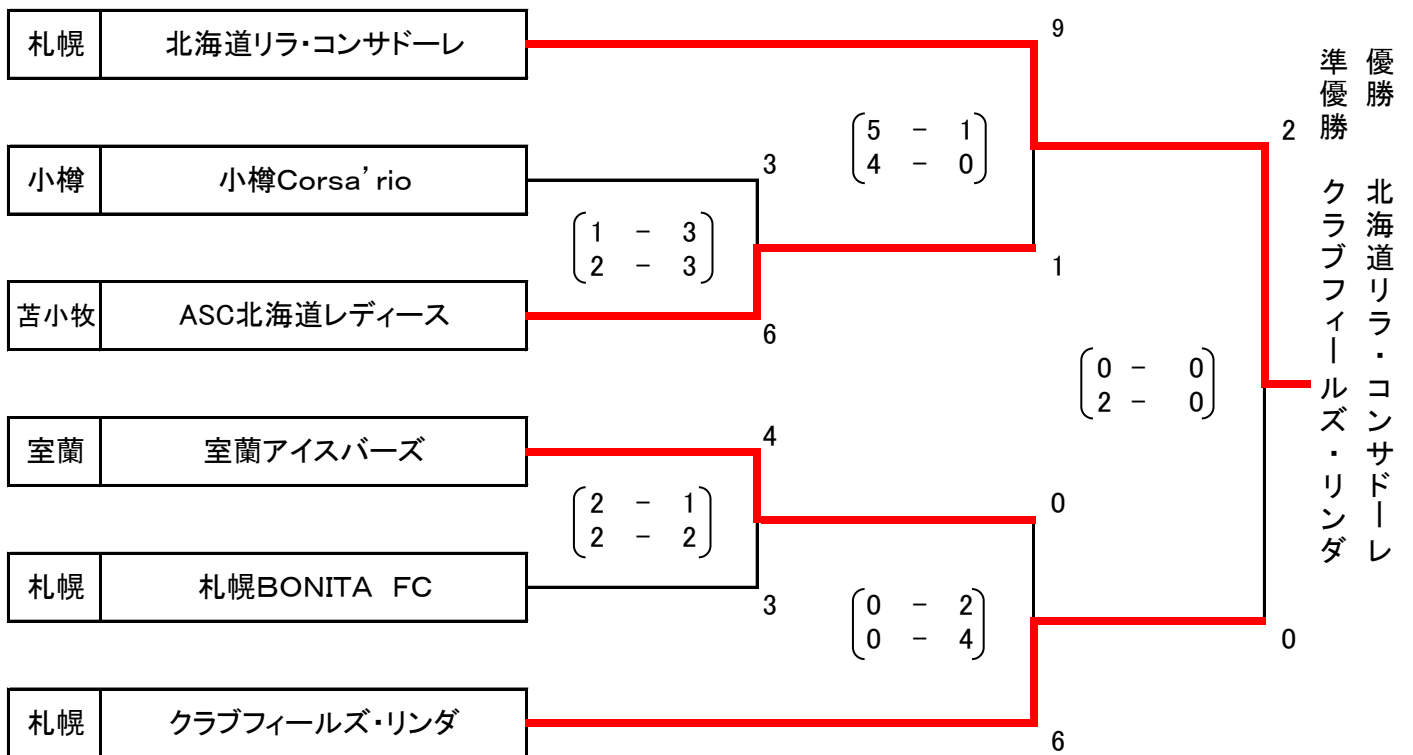 札幌 北海道リラ・コンサドーレ
9
優勝 北海道リラ・コンサドーレ
準優勝 クラブフィールズ・リンダ
5 - 1
4 - 0
2
小樽 小樽Corsa’rio
3
1 - 3
2 - 3
1
苫小牧 ASC北海道レディース
6
0 - 0
2 - 0
室蘭 室蘭アイスバーズ
4
2 - 1
2 - 2
0
札幌 札幌BONITA FC
3
0 - 2
0 - 4
0
札幌 クラブフィールズ・リンダ
6